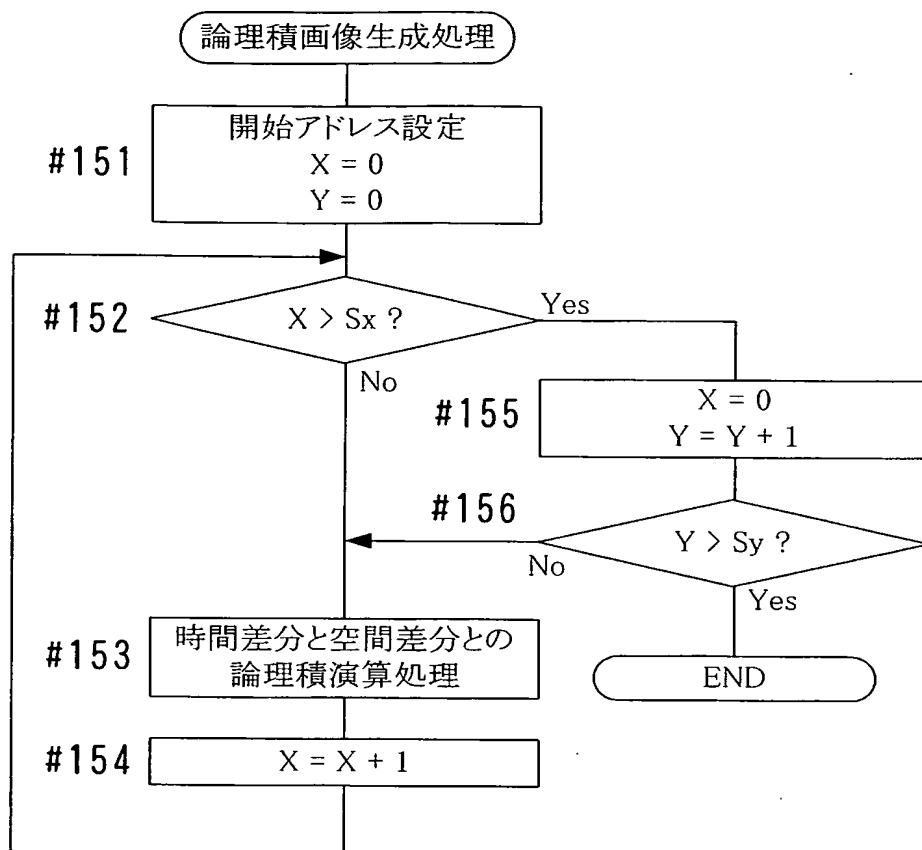 論理積画像生成処理
#151
開始アドレス設定
X = 0
Y = 0
#152
X > Sx ?
Yes
No
#155
X = 0
Y = Y + 1
#156
Y > Sy ?
No
Yes
#153
時間差分と空間差分との
論理積演算処理
END
#154
X = X + 1